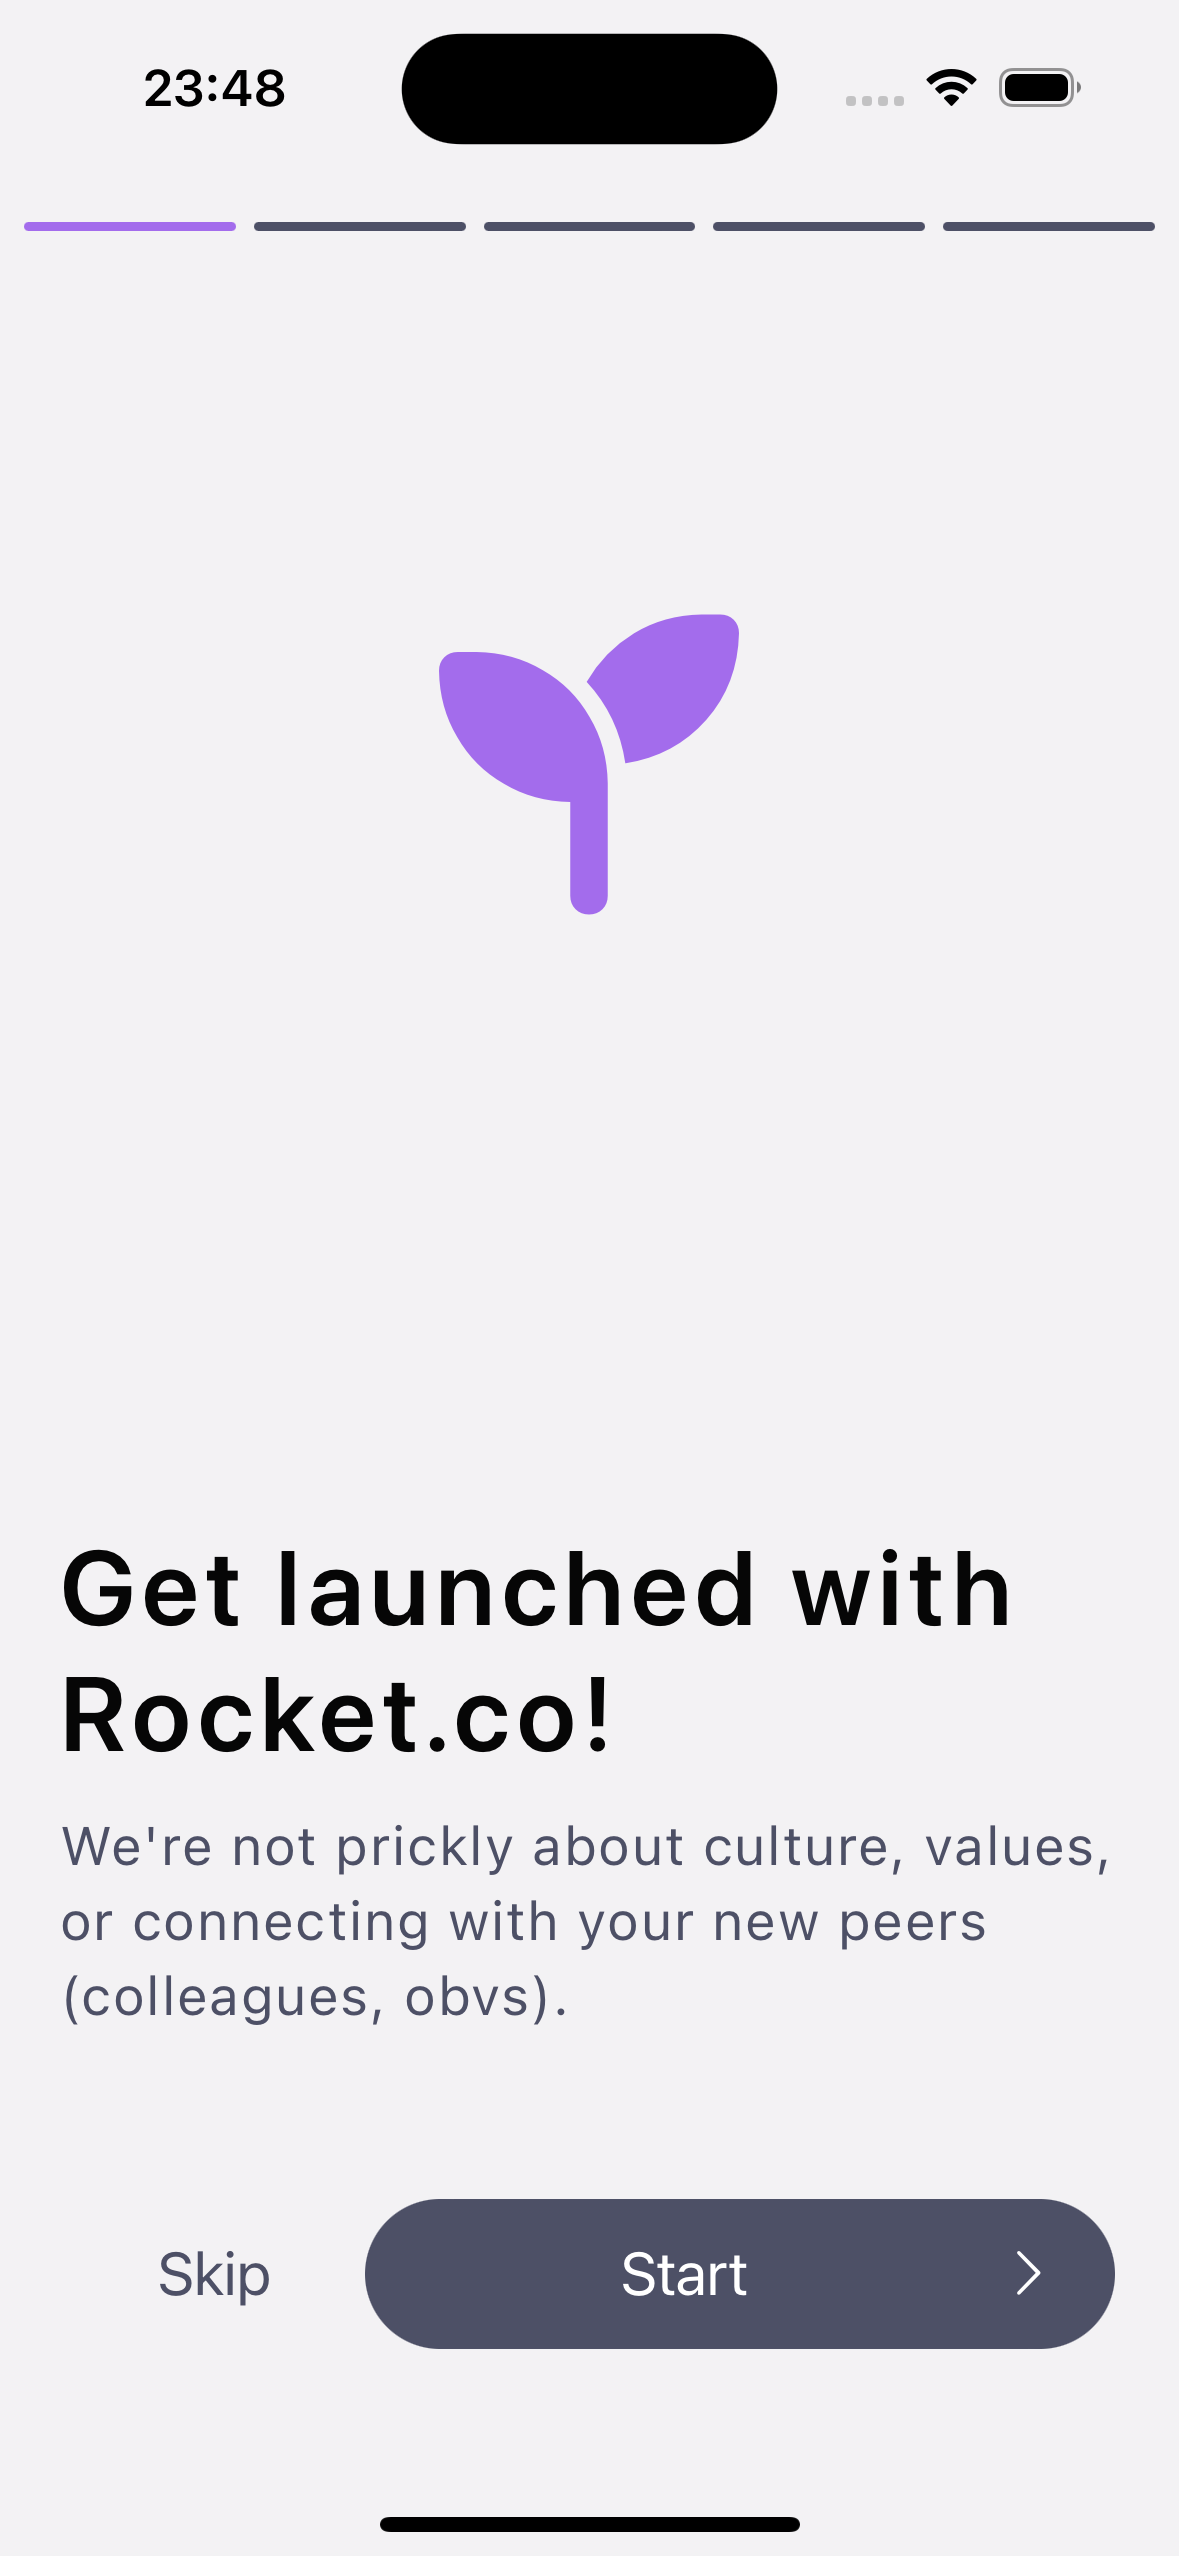 23:48
Get launched with
Rocket.co!
We're not prickly about culture, values,
or connecting with your new peers
(colleagues, obvs).
Skip
Start